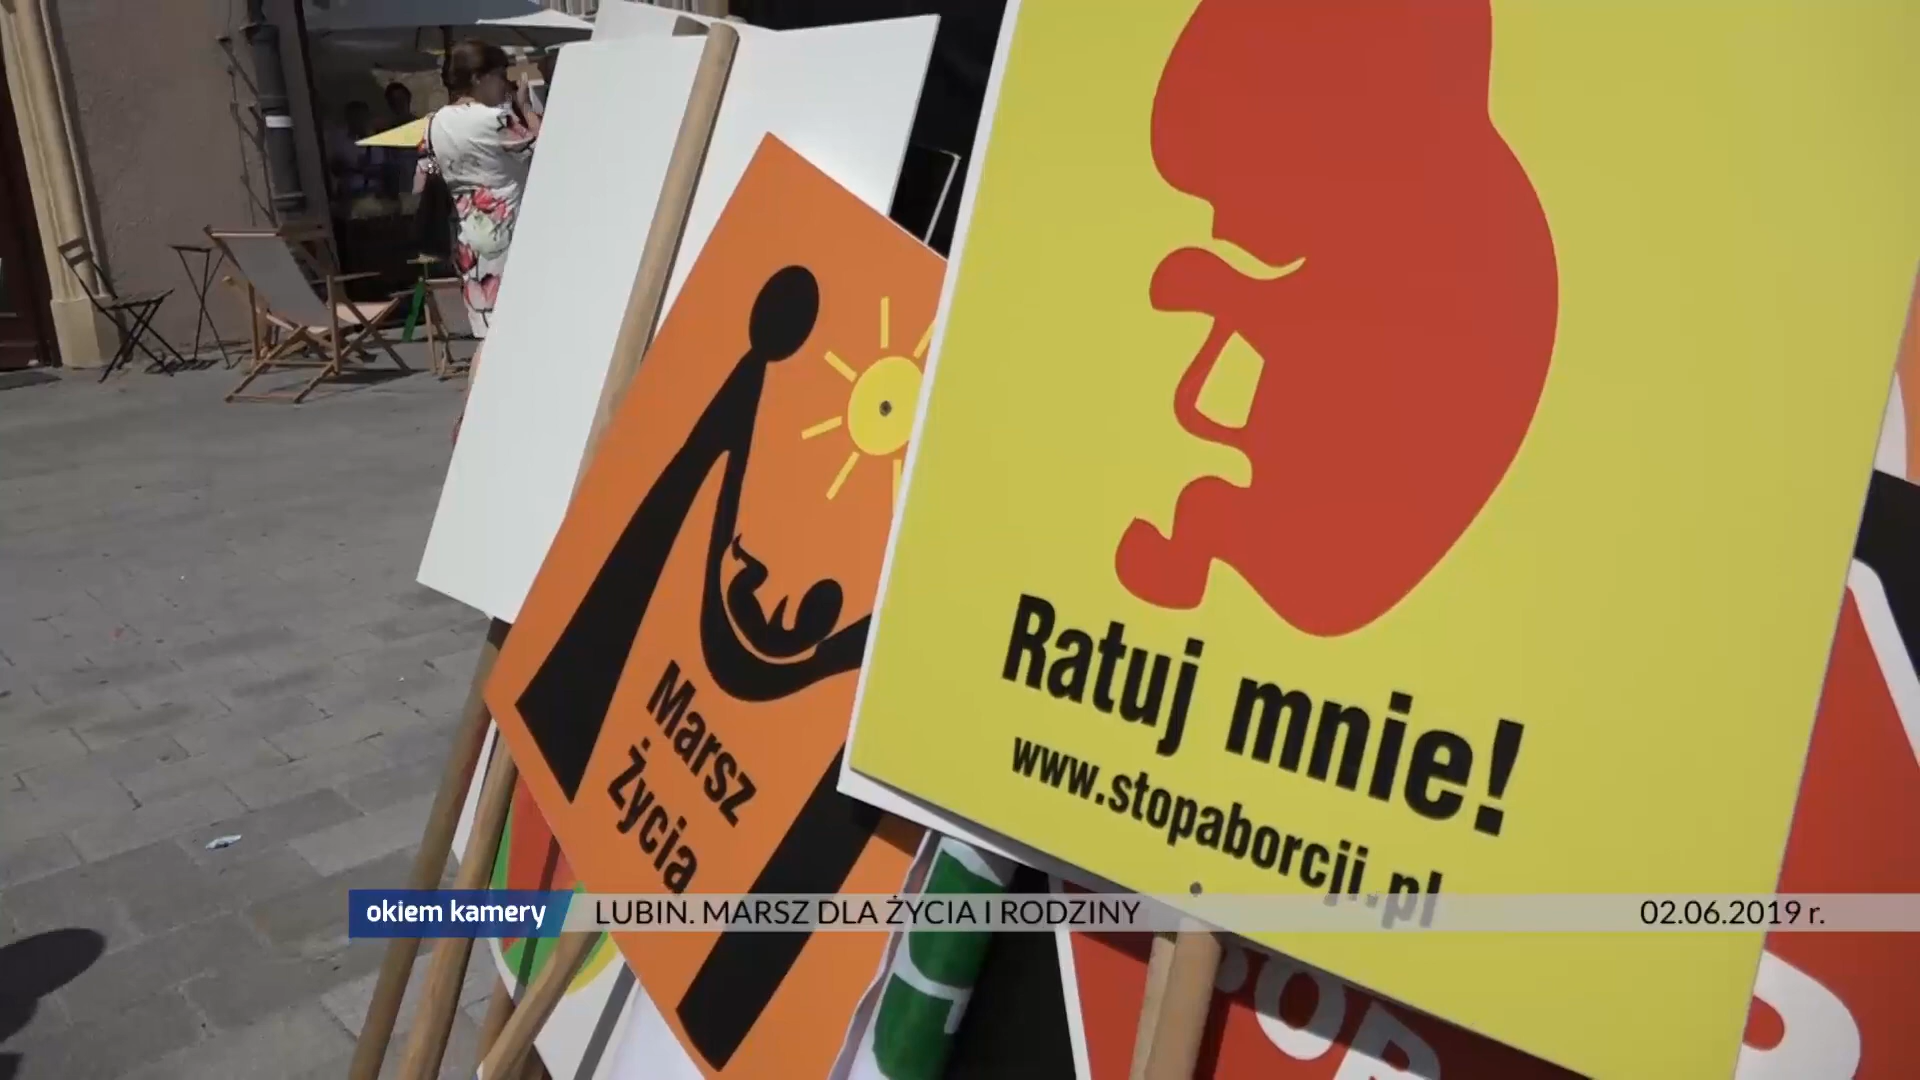 Ratuj mnie!
www.stopaborcji.pl
Marsz
Życia
okiem kamery
LUBIN. MARSZ DLA ŻYCIA I RODZINY
02.06.2019 r.